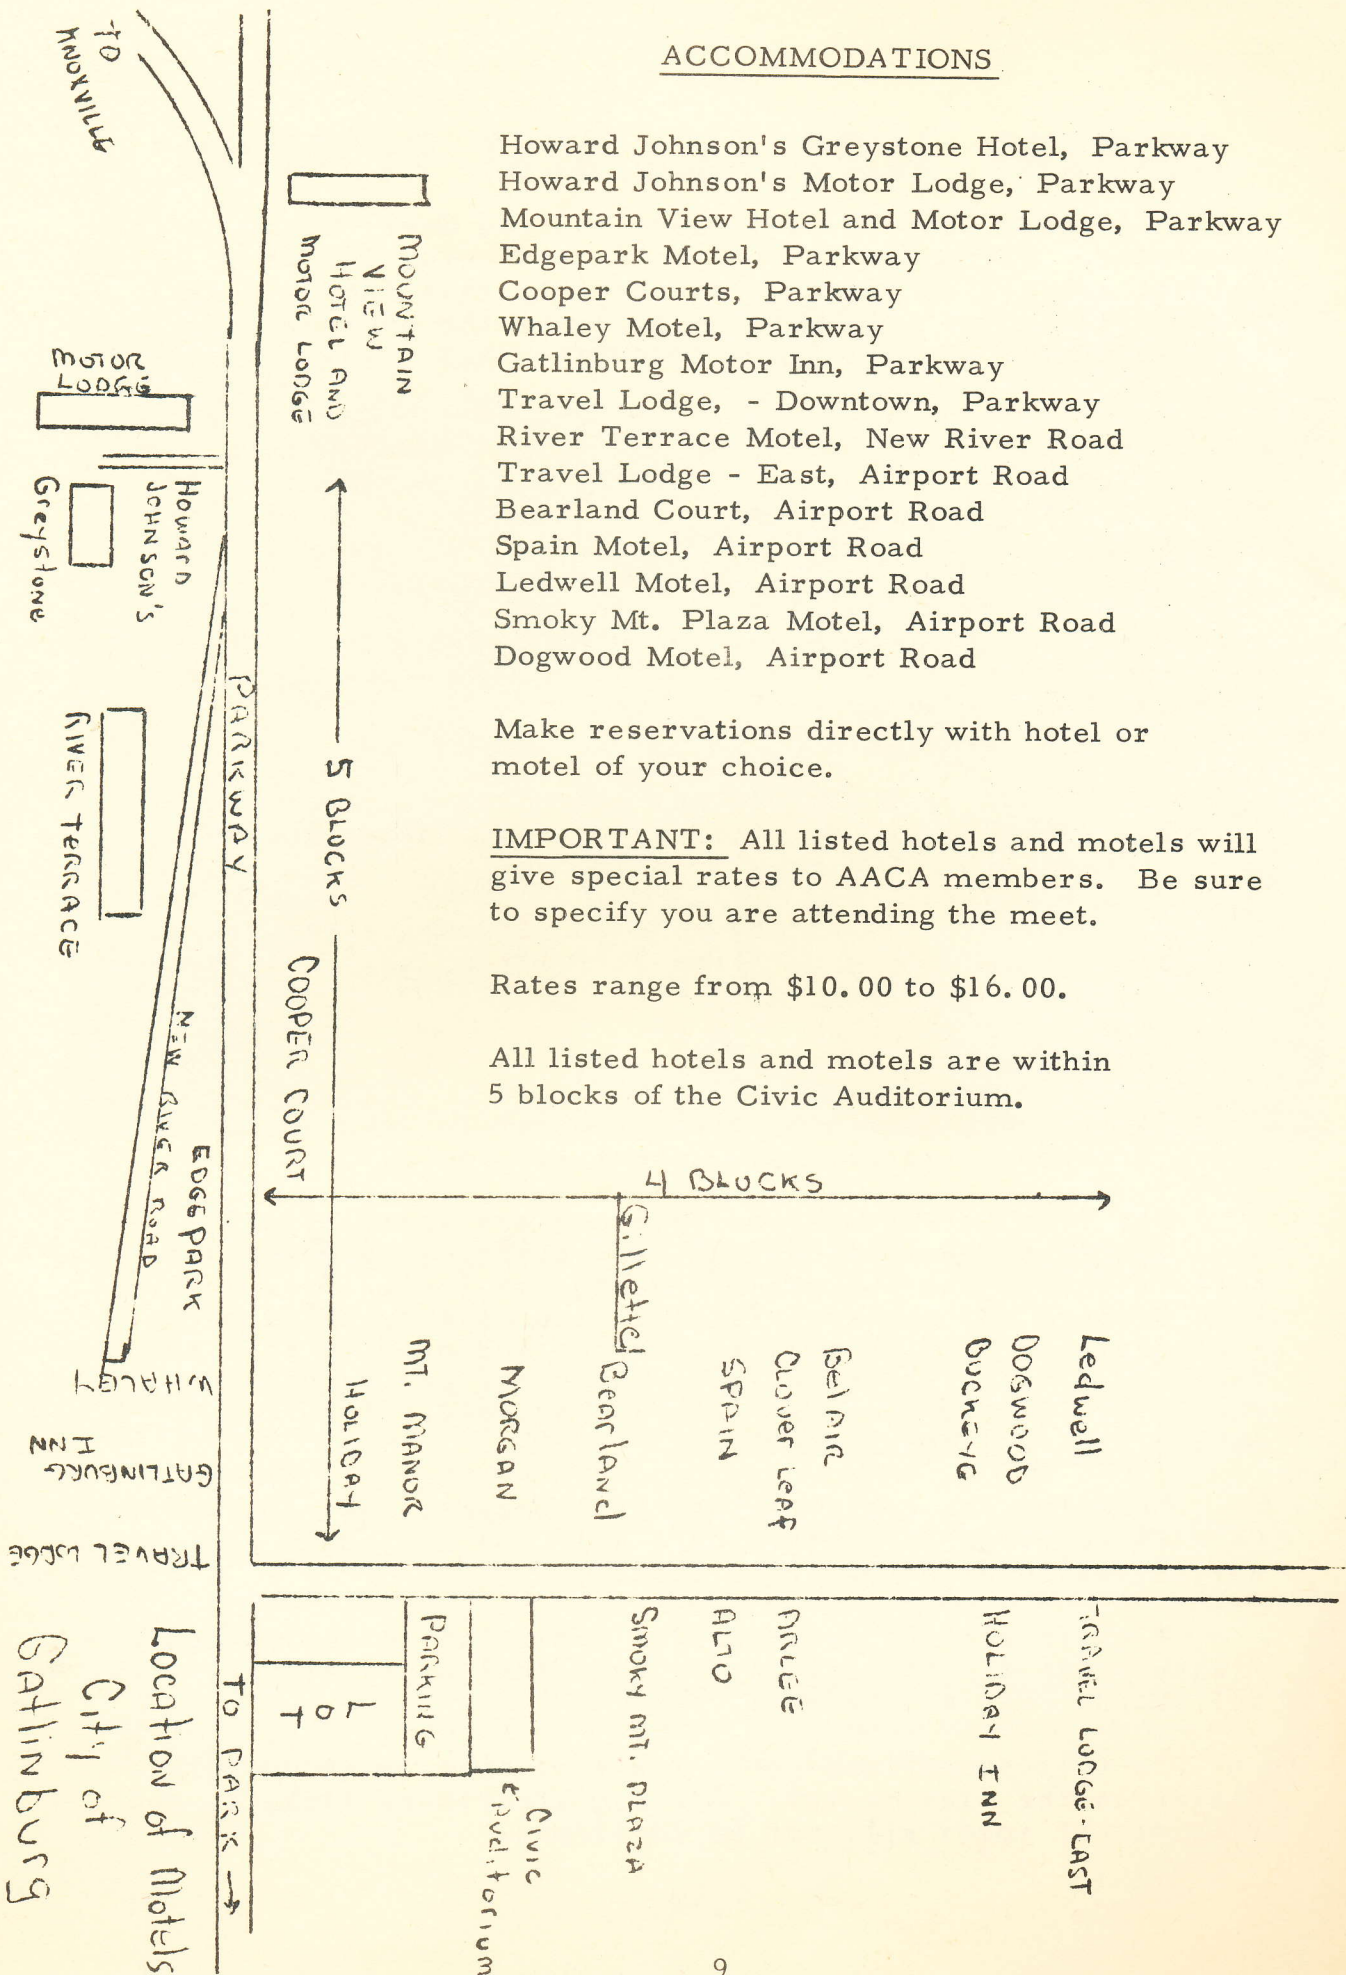 ACCOMMODATIONS
Howard Johnson's Greystone Hotel, Parkway
Howard Johnson's Motor Lodge, Parkway
Mountain View Hotel and Motor Lodge, Parkway
Edgepark Motel, Parkway
Cooper Courts, Parkway
Whaley Motel, Parkway
Gatlinburg Motor Inn, Parkway
Travel Lodge, - Downtown, Parkway
River Terrace Motel, New River Road
Travel Lodge - East, Airport Road
Bearland Court, Airport Road
Spain Motel, Airport Road
Ledwell Motel, Airport Road
Smoky Mt. Plaza Motel, Airport Road
Dogwood Motel, Airport Road
Make reservations directly with hotel or
motel of your choice.
IMPORTANT: All listed hotels and motels will
give special rates to AACA members. Be sure
to specify you are attending the meet.
Rates range from $10.00 to $16.00.
All listed hotels and motels are within
5 blocks of the Civic Auditorium.
TO
KNOXVILLE
MOUNTAIN
VIEW
HOTEL AND
MOTOR LODGE
MOTOR
LODGE
HOWARD
JOHNSON'S
Greystone
PARKWAY
RIVER TERRACE
5 BLOCKS
COOPER COURT
NEW RIVER ROAD
EDGE PARK
4 BLOCKS
WHALEY
GATLINBURG
INN
TRAVEL LODGE
HOLIDAY
MT. MANOR
MORGAN
Gillette
Bearland
SPAIN
CLOVER LEAF
BelAIR
BUCKEYE
DOGWOOD
Ledwell
TO PARK →
PARKING
LOT
CIVIC
Auditorium
SMOKY MT. PLAZA
ALTO
ARLEE
HOLIDAY INN
TRAVEL LODGE-EAST
Location of Motels
City of
Gatlinburg
9